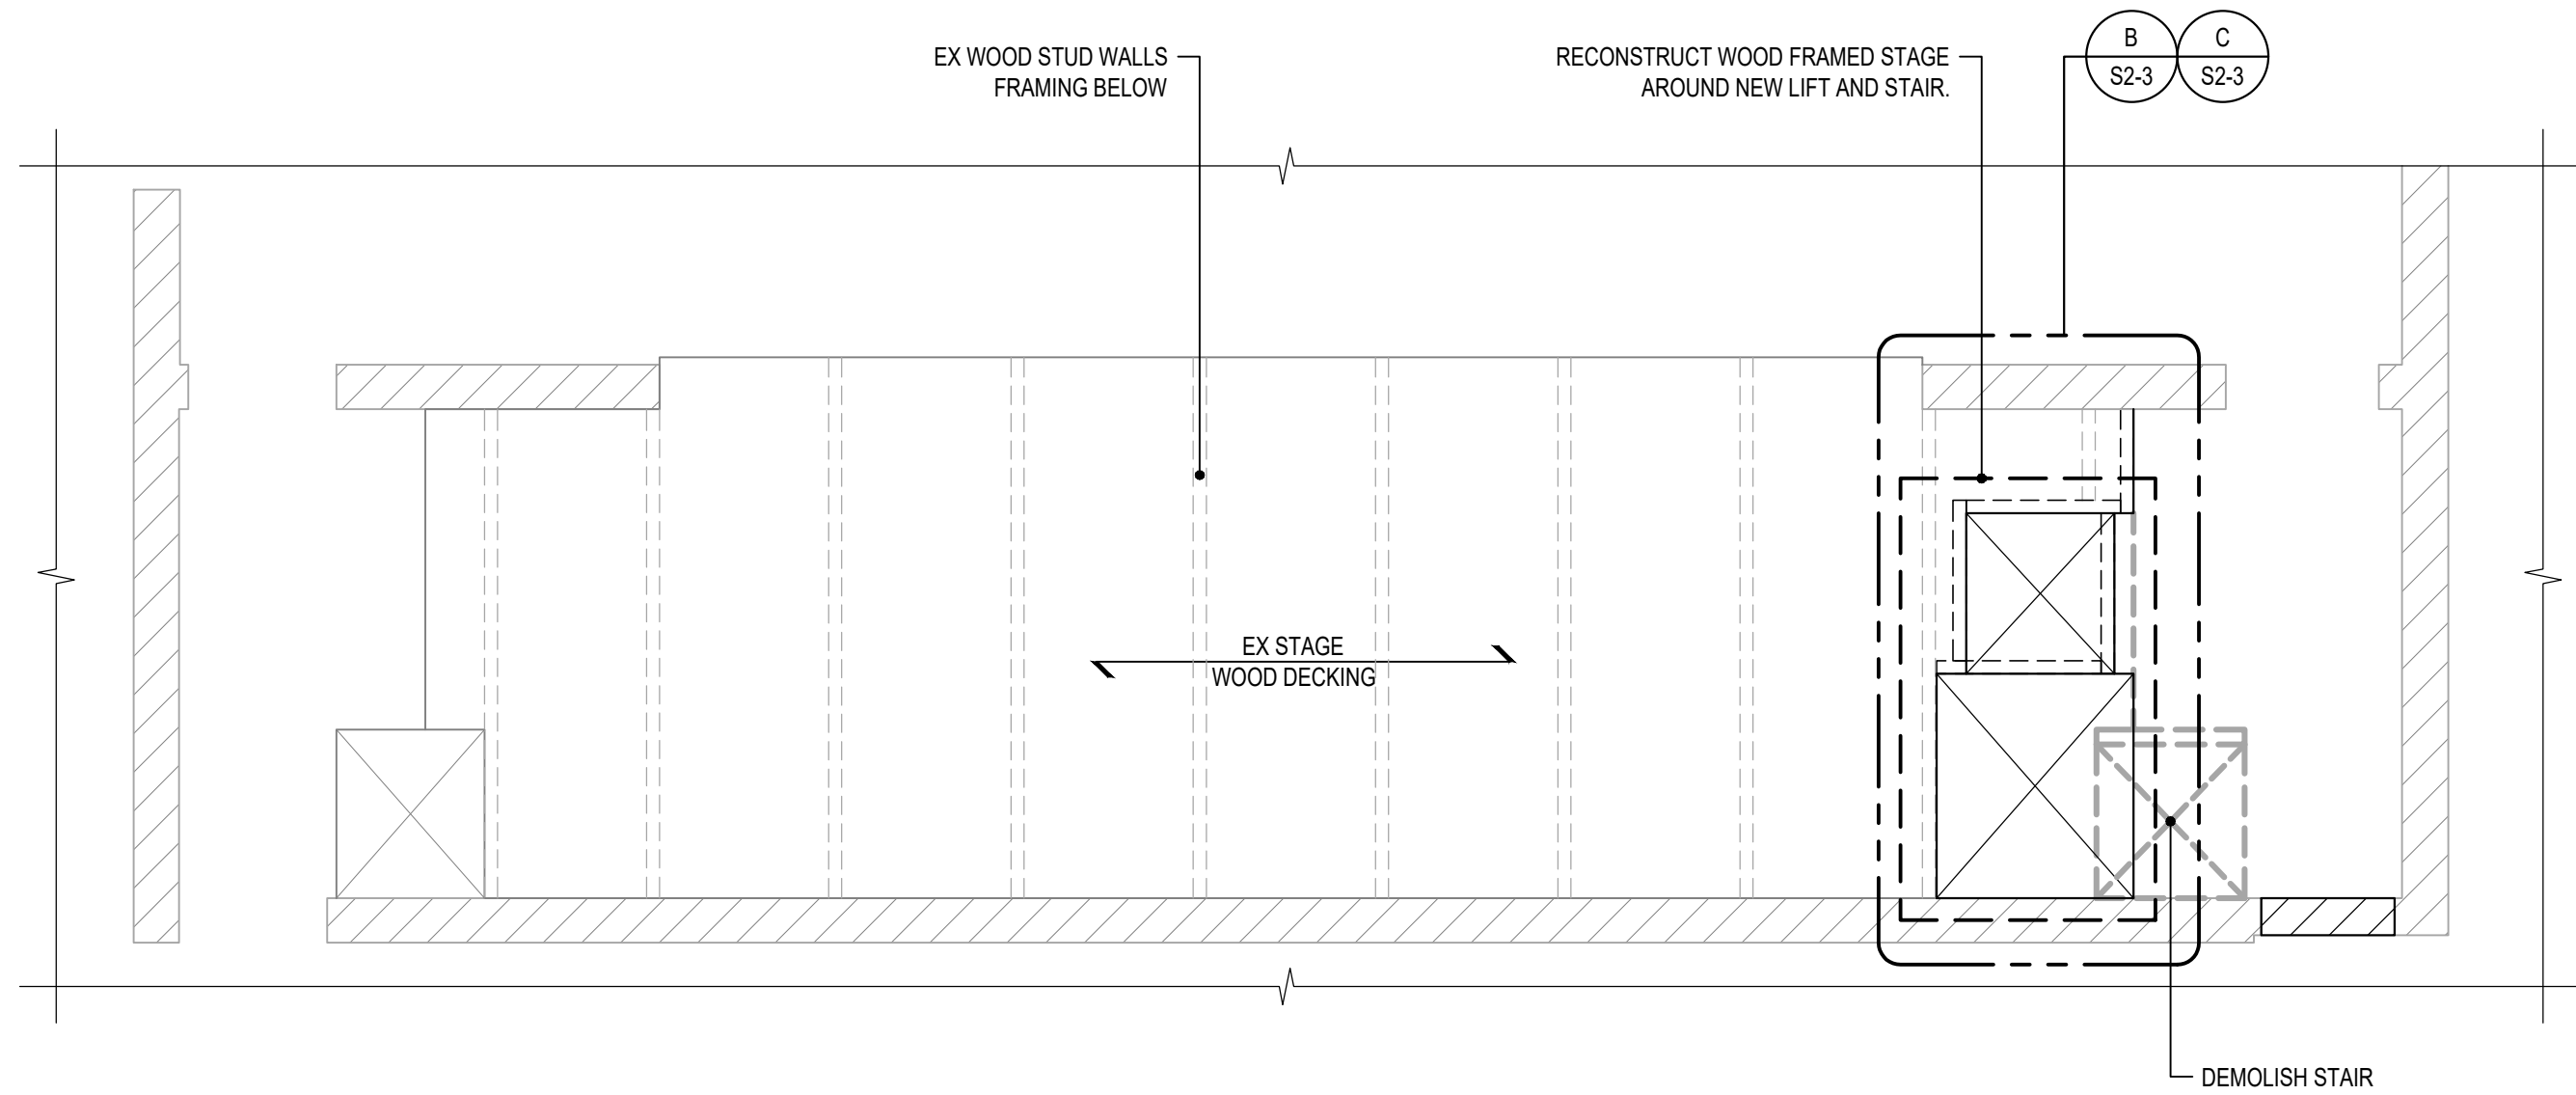 EX WOOD STUD WALLS
FRAMING BELOW
RECONSTRUCT WOOD FRAMED STAGE
AROUND NEW LIFT AND STAIR.
B
S2-3
C
S2-3
EX STAGE
WOOD DECKING
DEMOLISH STAIR